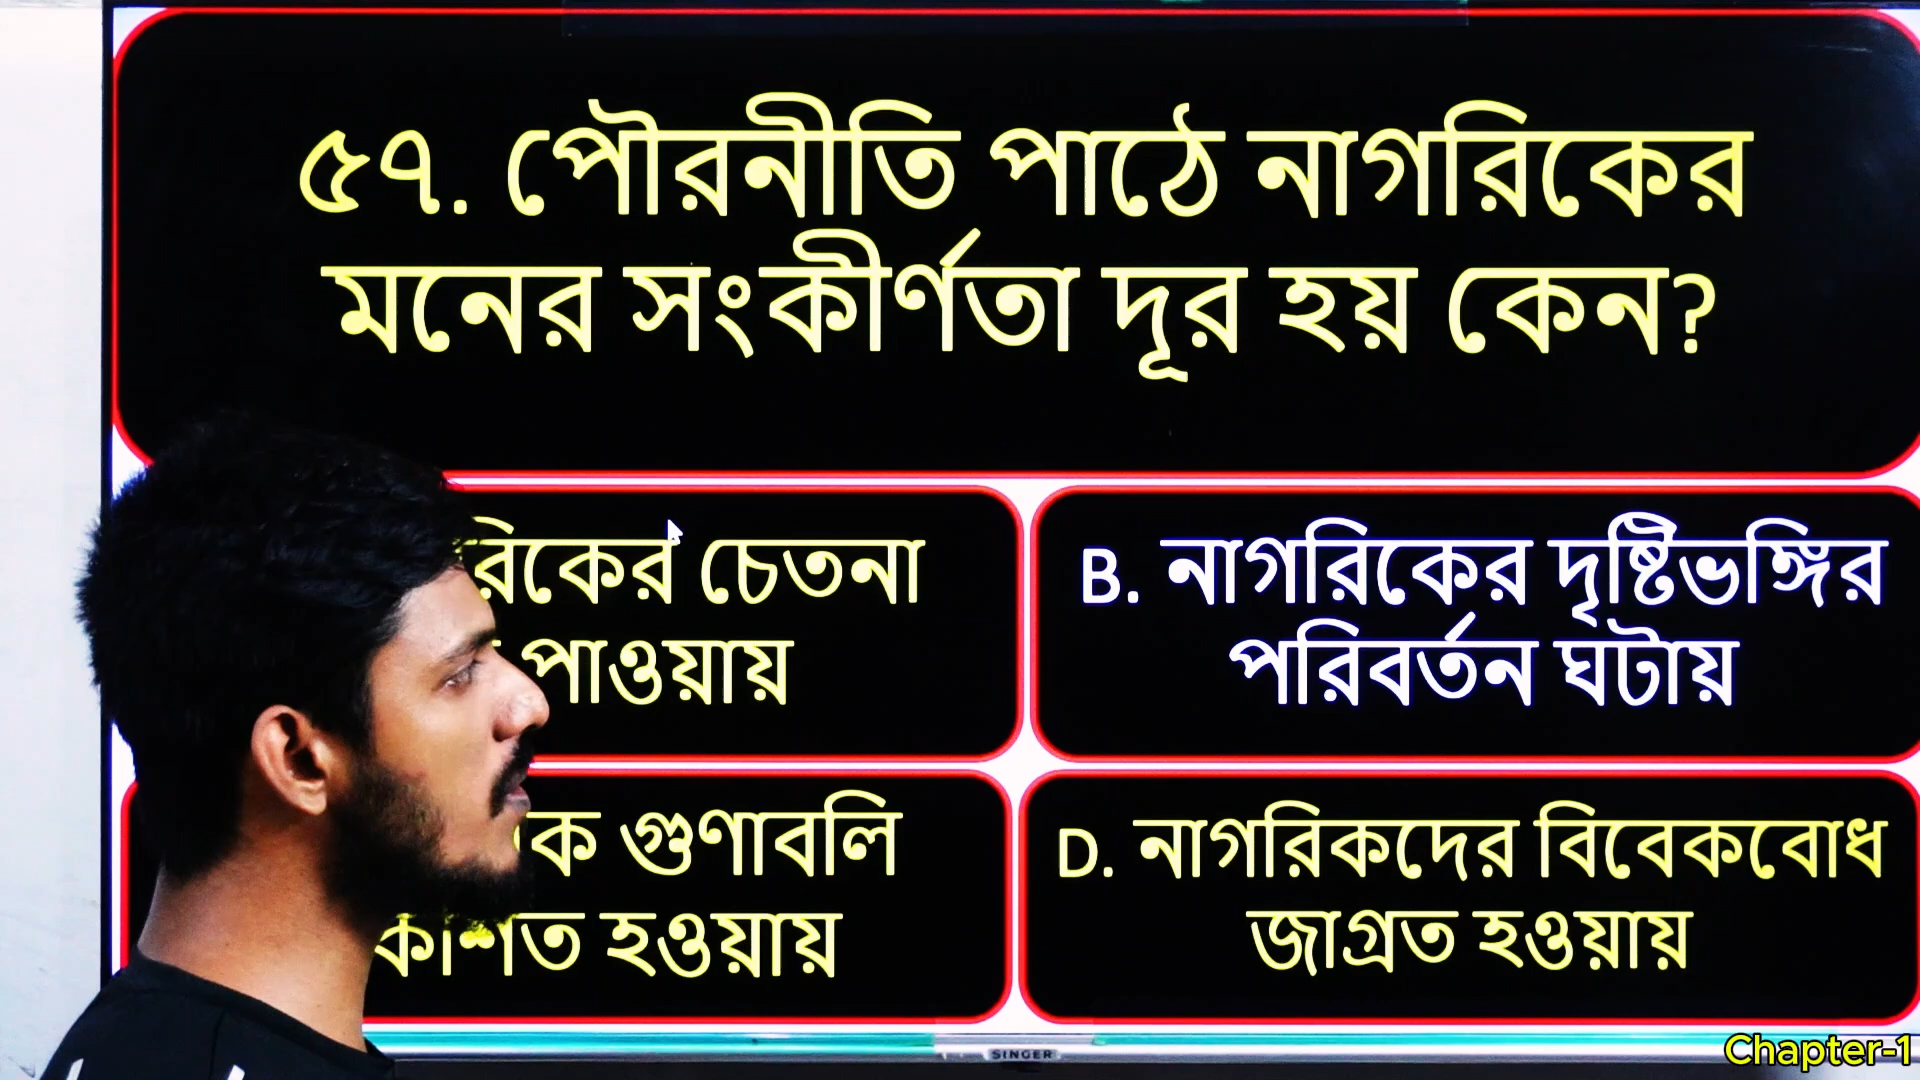 ৫৭. পৌরনীতি পাঠে নাগরিকের
মনের সংকীর্ণতা দূর হয় কেন?
রিকের চেতনা
পাওয়ায়
B. নাগরিকের দৃষ্টিভঙ্গির
পরিবর্তন ঘটায়
ক গুণাবলি
কাশিত হওয়ায়
D. নাগরিকদের বিবেকবোধ
জাগ্রত হওয়ায়
SINGER
Chapter-1